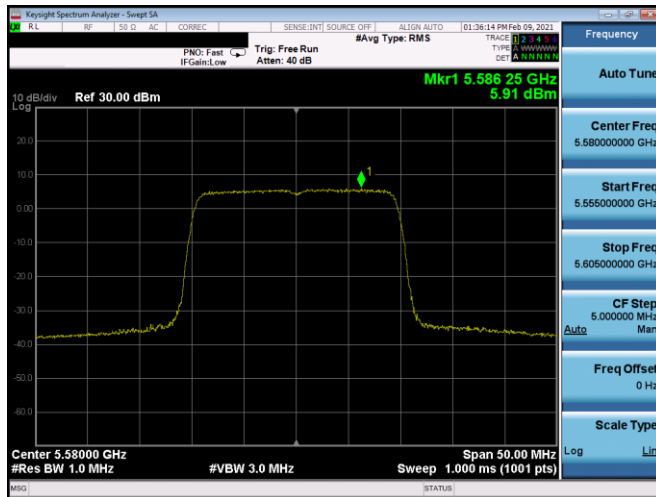 Keysight Spectrum Analyzer - Swept SA
RL RF 50 Ω AC CORREC SENSE:INT SOURCE OFF ALIGN AUTO 01:36:14 PM Feb 09, 2021
#Avg Type: RMS
TRACE 1 2 3 4 5 6
TYPE A WWWWW
DET A N N N N N
PNO: Fast
IFGain:Low
Trig: Free Run
Atten: 40 dB
Mkr1 5.586 25 GHz
5.91 dBm
10 dB/div
Log
Ref 30.00 dBm
1
20.0
10.0
0.00
-10.0
-20.0
-30.0
-40.0
-50.0
-60.0
Center 5.58000 GHz
Span 50.00 MHz
#Res BW 1.0 MHz
#VBW 3.0 MHz
Sweep 1.000 ms (1001 pts)
MSG
STATUS
Frequency
Auto Tune
Center Freq
5.580000000 GHz
Start Freq
5.555000000 GHz
Stop Freq
5.605000000 GHz
CF Step
5.000000 MHz
Auto Man
Freq Offset
0 Hz
Scale Type
Log Lin